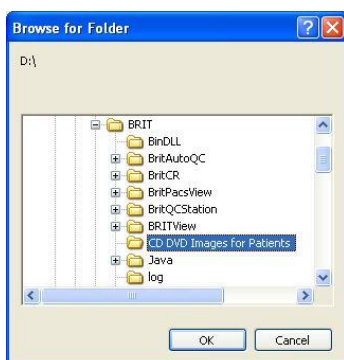 Browse for Folder
D:\
BRIT
BinDLL
BritAutoQC
BritCR
BritPacsView
BritQCStation
BRITView
CD DVD Images for Patients
Java
log
OK Cancel